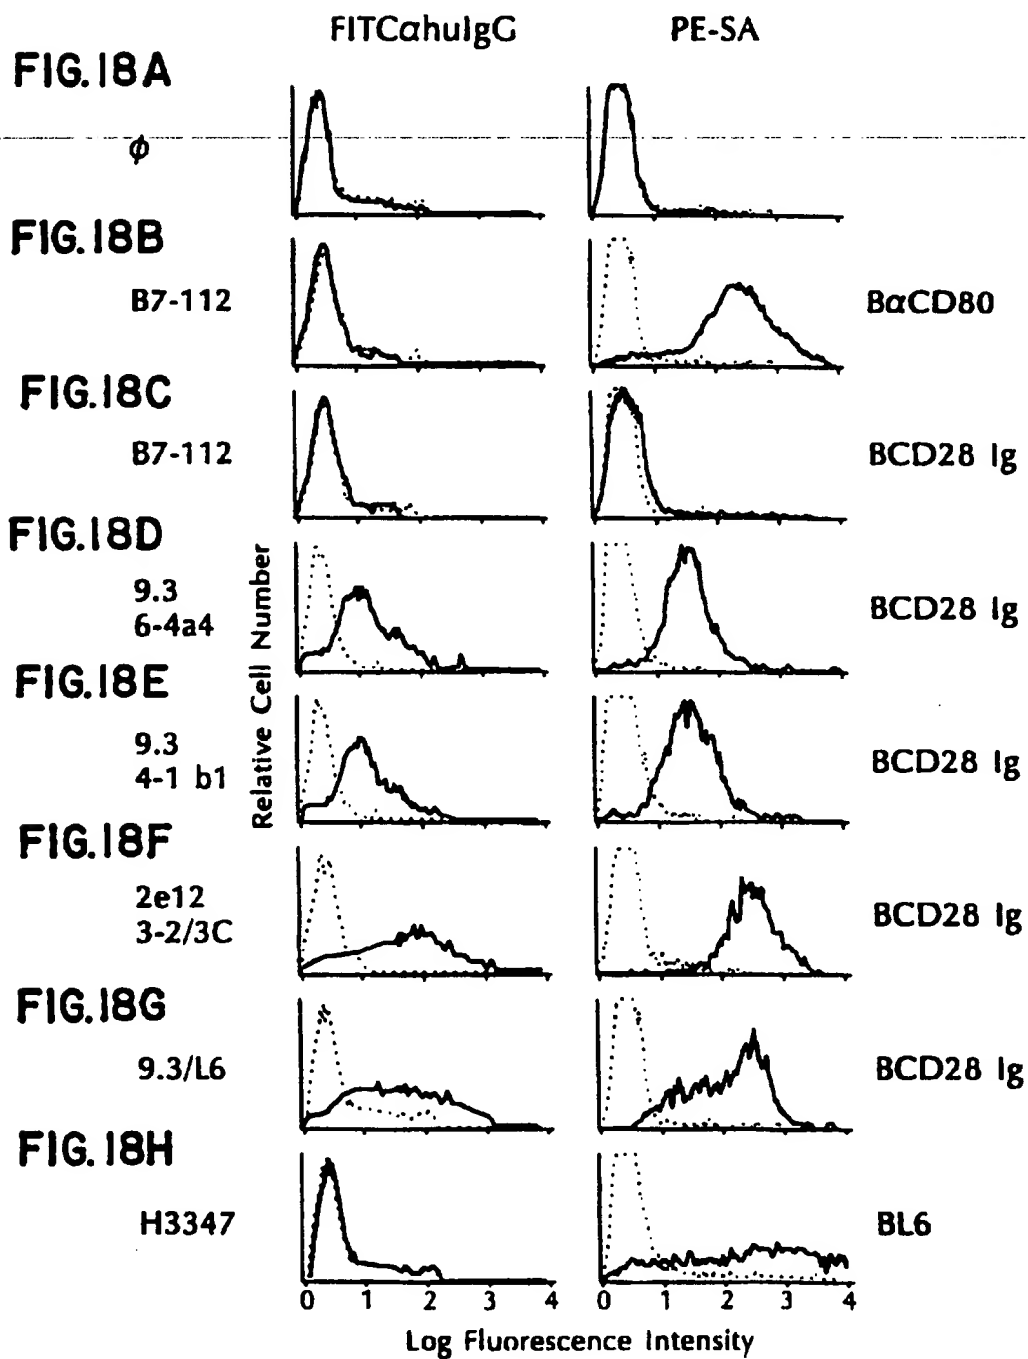 FITCαhuIgG PE-SA
FIG.18A
φ
FIG.18B
B7-112 BαCD80
FIG.18C
B7-112 BCD28 Ig
FIG.18D
9.3
6-4a4 BCD28 Ig
FIG.18E
9.3
4-1 b1 BCD28 Ig
FIG.18F
2e12
3-2/3C BCD28 Ig
FIG.18G
9.3/L6 BCD28 Ig
FIG.18H
H3347 BL6
Relative Cell Number
0 1 2 3 4 0 1 2 3 4
Log Fluorescence Intensity